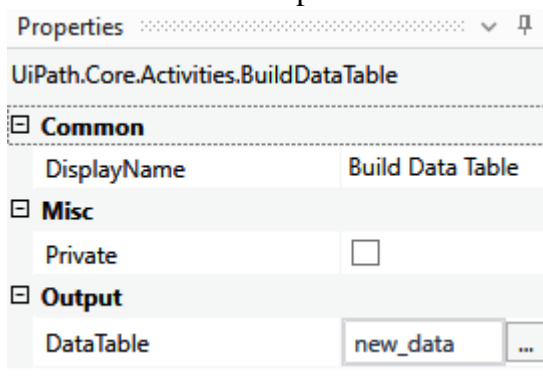 Properties
UiPath.Core.Activities.BuildDataTable
Common
DisplayName Build Data Table
Misc
Private
Output
DataTable new_data ...